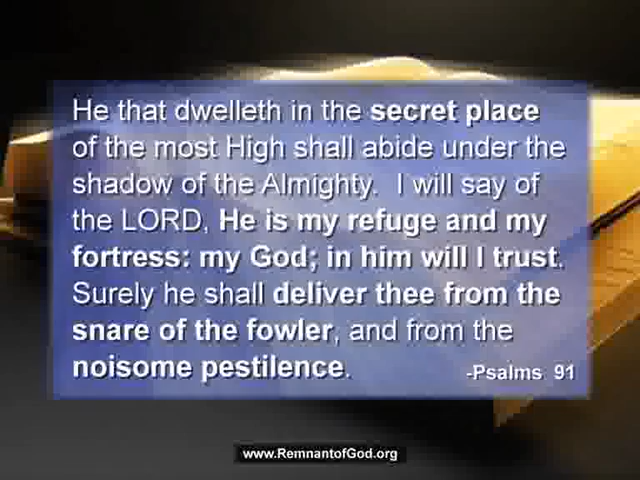 He that dwelleth in the secret place
of the most High shall abide under the
shadow of the Almighty. I will say of
the LORD, He is my refuge and my
fortress: my God; in him will I trust.
Surely he shall deliver thee from the
snare of the fowler, and from the
noisome pestilence.
-Psalms 91
www.RemnantofGod.org